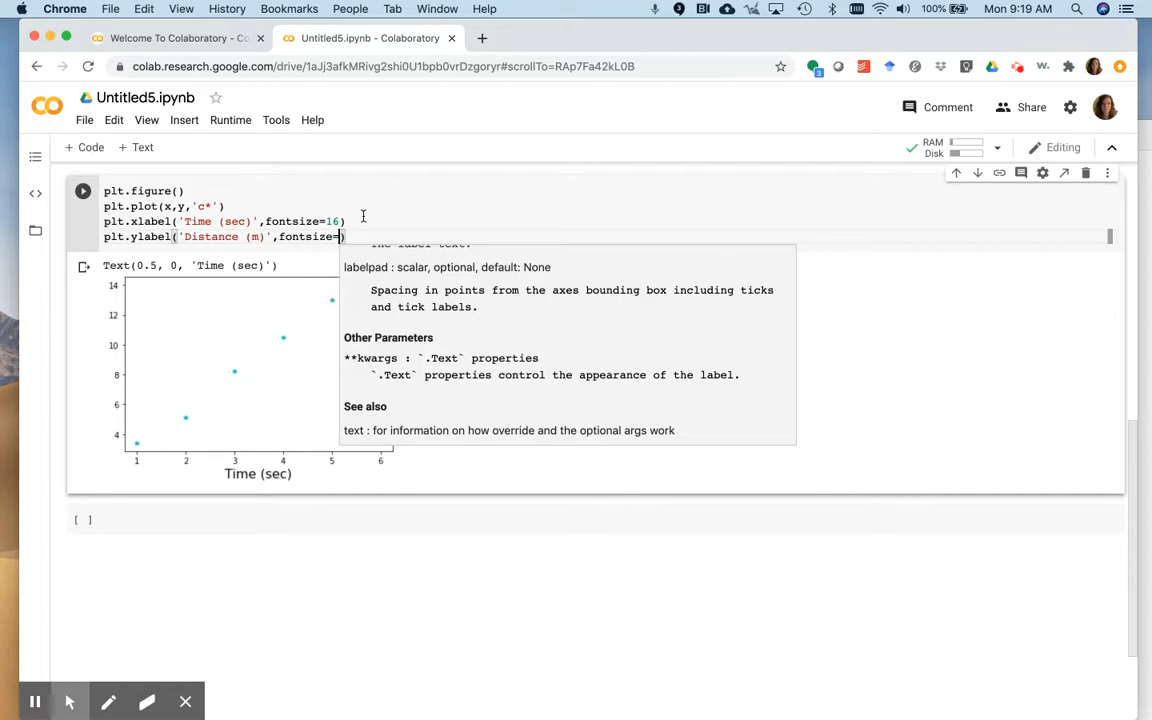 Chrome File Edit View History Bookmarks People Tab Window Help 100% Mon 9:19 AM
Welcome To Colaboratory - Co Untitled5.ipynb - Colaboratory
colab.research.google.com/drive/1aJj3afkMRivg2shi0U1bpb0vrDzgoryr#scrollTo=RAp7Fa42kL0B
Untitled5.ipynb
Comment Share
File Edit View Insert Runtime Tools Help
+ Code + Text RAM Disk Editing
plt.figure()
plt.plot(x,y,'c*')
plt.xlabel('Time (sec)',fontsize=16)
plt.ylabel('Distance (m)',fontsize=)
The label text.
Text(0.5, 0, 'Time (sec)')
labelpad : scalar, optional, default: None
Spacing in points from the axes bounding box including ticks
and tick labels.
Other Parameters
**kwargs : `.Text` properties
`.Text` properties control the appearance of the label.
See also
text : for information on how override and the optional args work
14
12
10
8
6
4
1 2 3 4 5 6
Time (sec)
[ ]